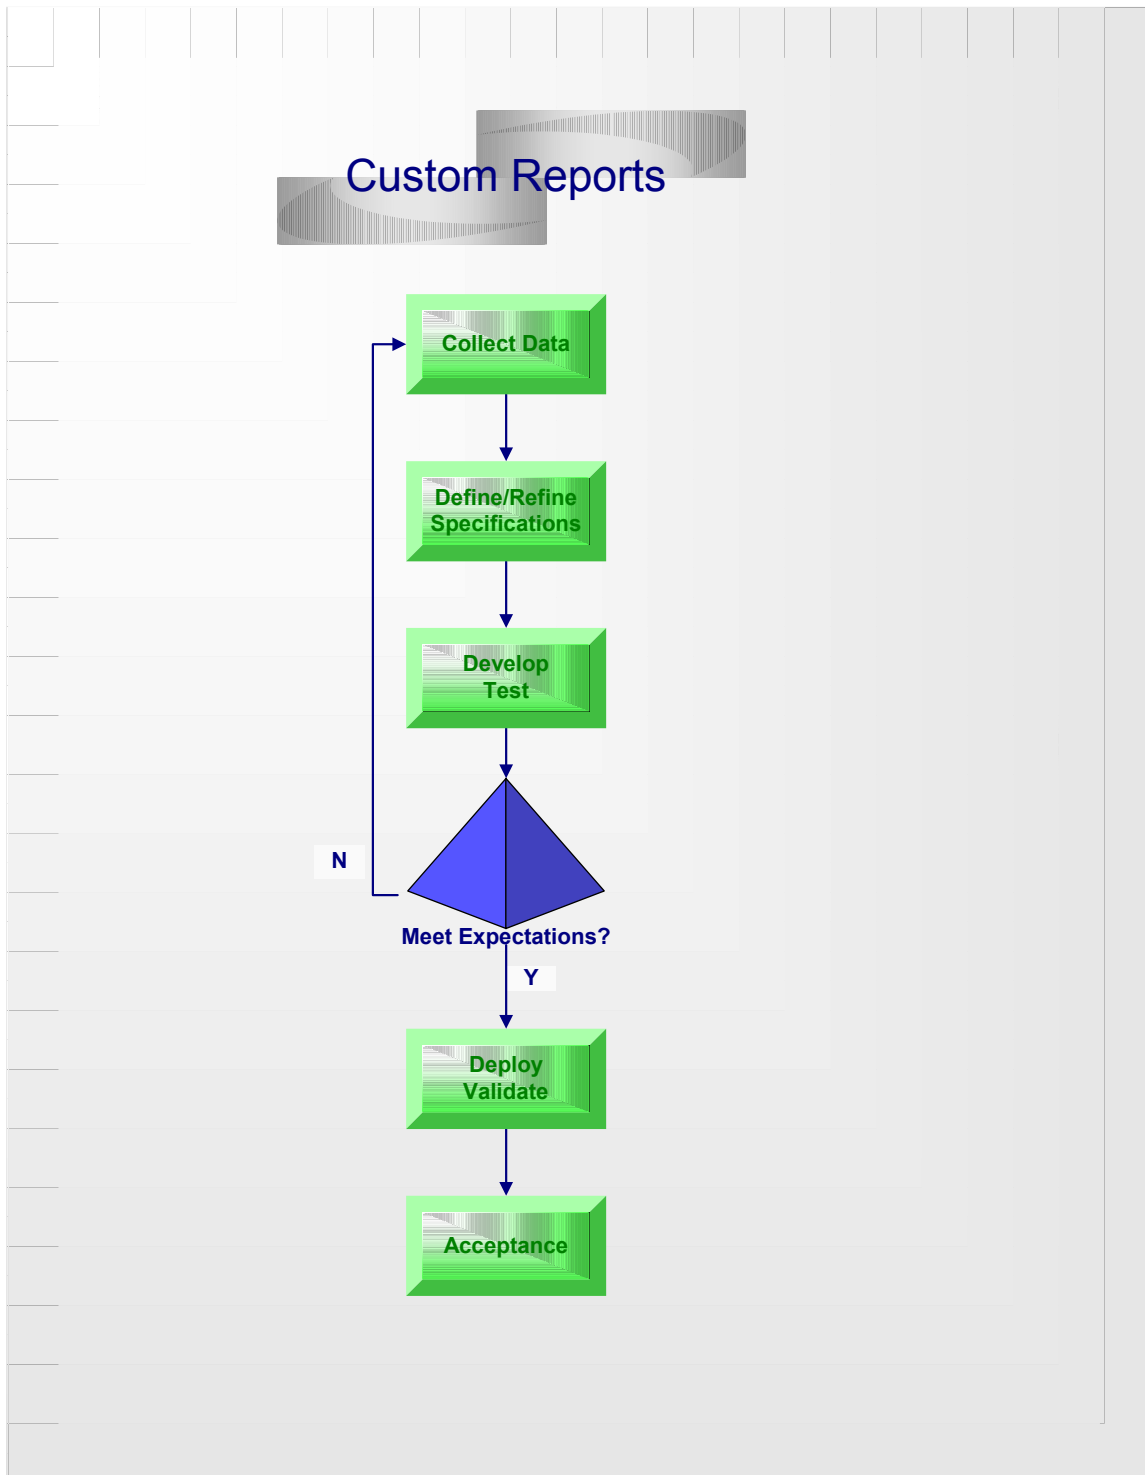 Custom Reports
Collect Data
Define/Refine
Specifications
Develop
Test
N
Meet Expectations?
Y
Deploy
Validate
Acceptance